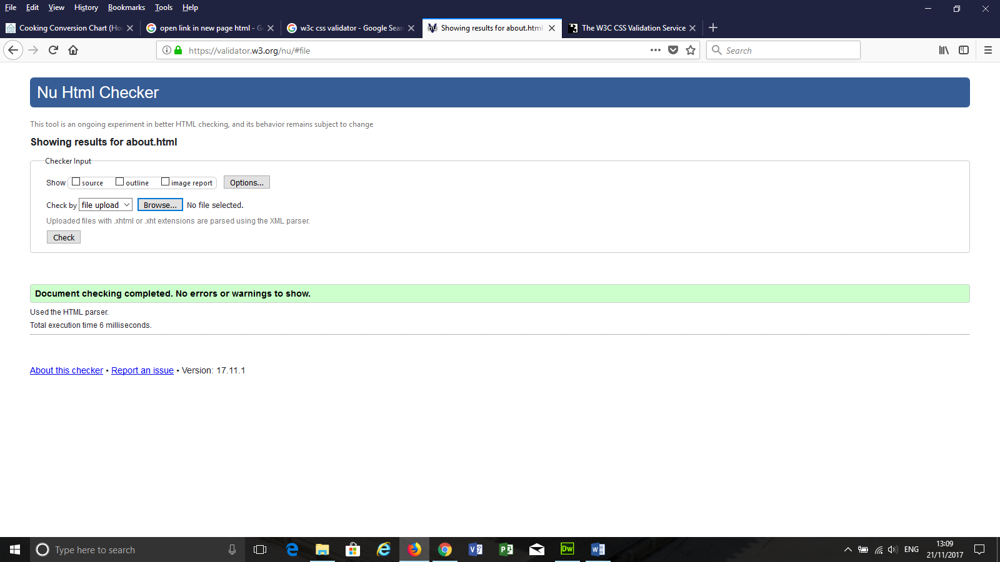 File Edit View History Bookmarks Tools Help
Cooking Conversion Chart (Ho
open link in new page html - G
w3c css validator - Google Sear
Showing results for about.html
The W3C CSS Validation Service
https://validator.w3.org/nu/#file
Search
Nu Html Checker
This tool is an ongoing experiment in better HTML checking, and its behavior remains subject to change
Showing results for about.html
Checker Input
Show source outline image report Options...
Check by file upload Browse... No file selected.
Uploaded files with .xhtml or .xht extensions are parsed using the XML parser.
Check
Document checking completed. No errors or warnings to show.
Used the HTML parser.
Total execution time 6 milliseconds.
About this checker • Report an issue • Version: 17.11.1
Type here to search
ENG
13:09
21/11/2017